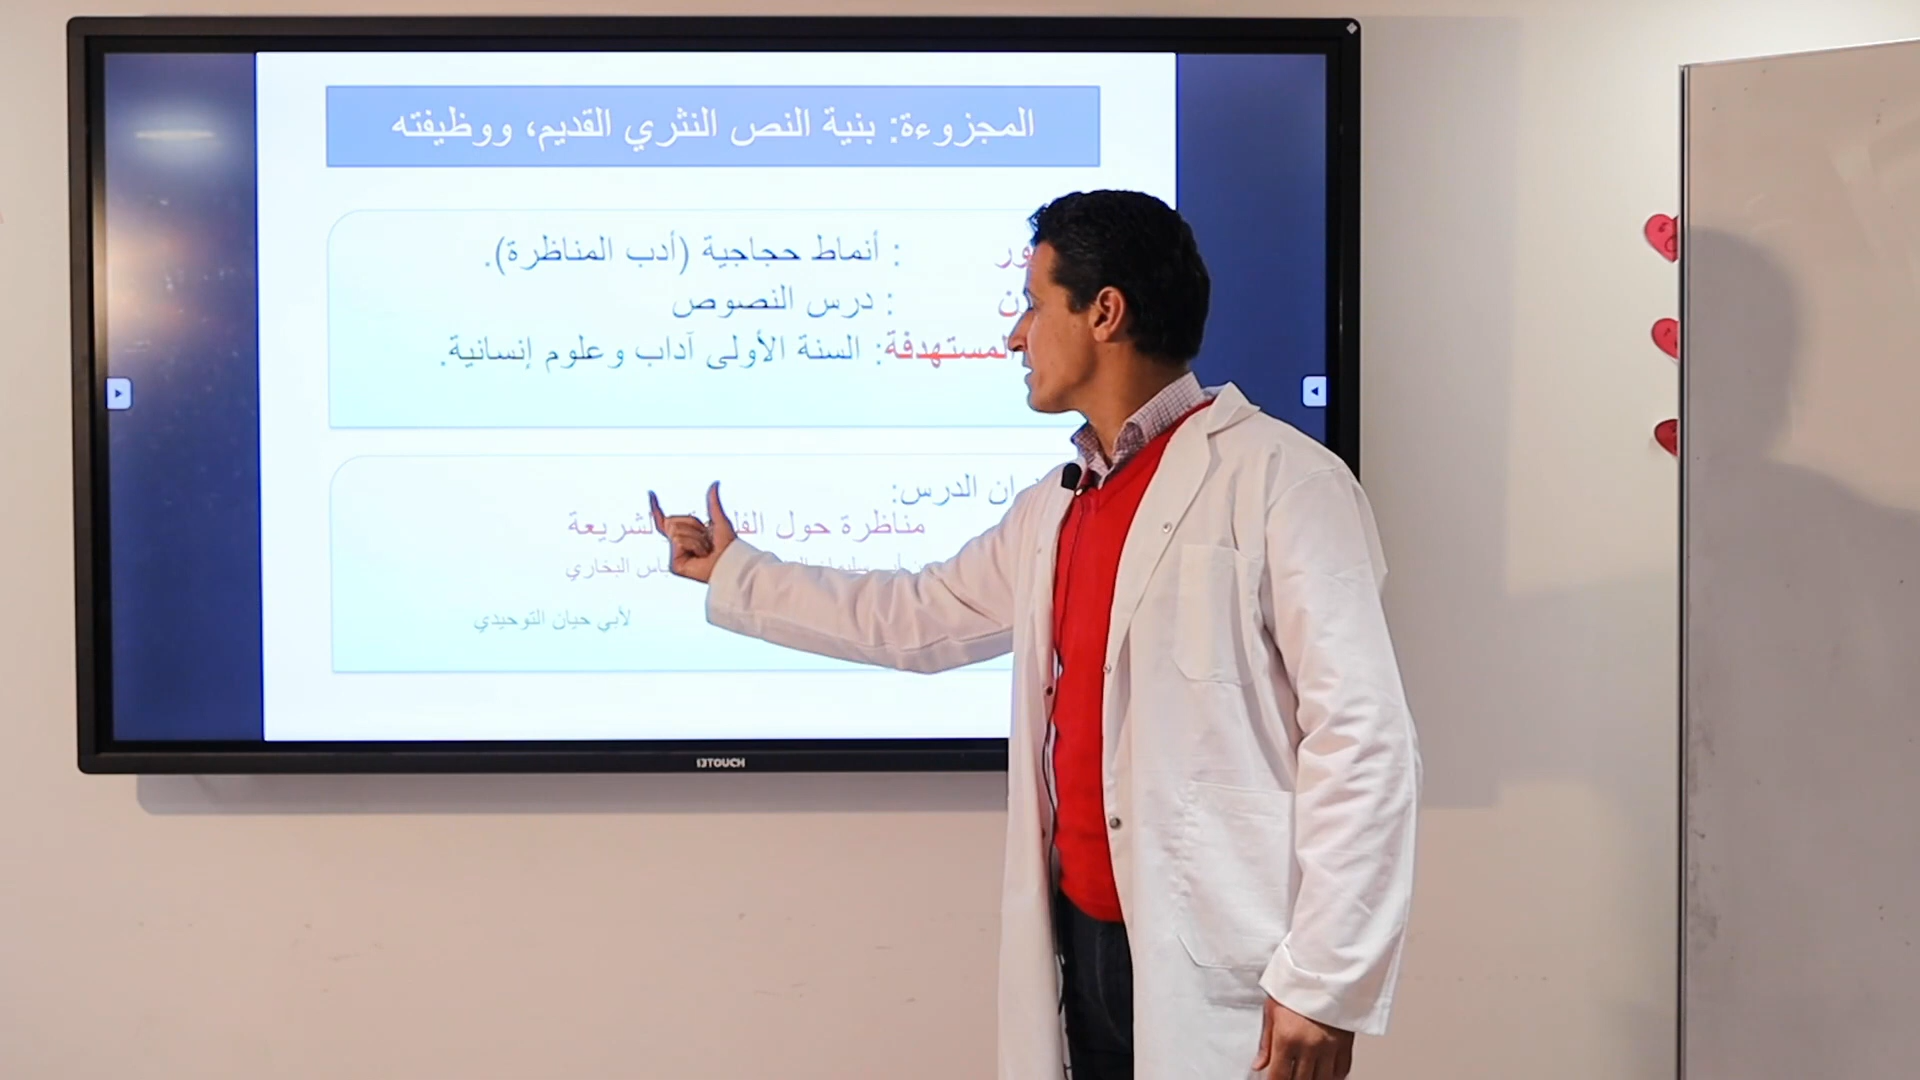 المجزوءة: بنية النص النثري القديم، ووظيفته
: أنماط حجاجية (أدب المناظرة).
: درس النصوص
المستهدفة: السنة الأولى آداب وعلوم إنسانية.
الدرس:
مناظرة حول
البخاري
لأبي حيان التوحيدي
i3TOUCH